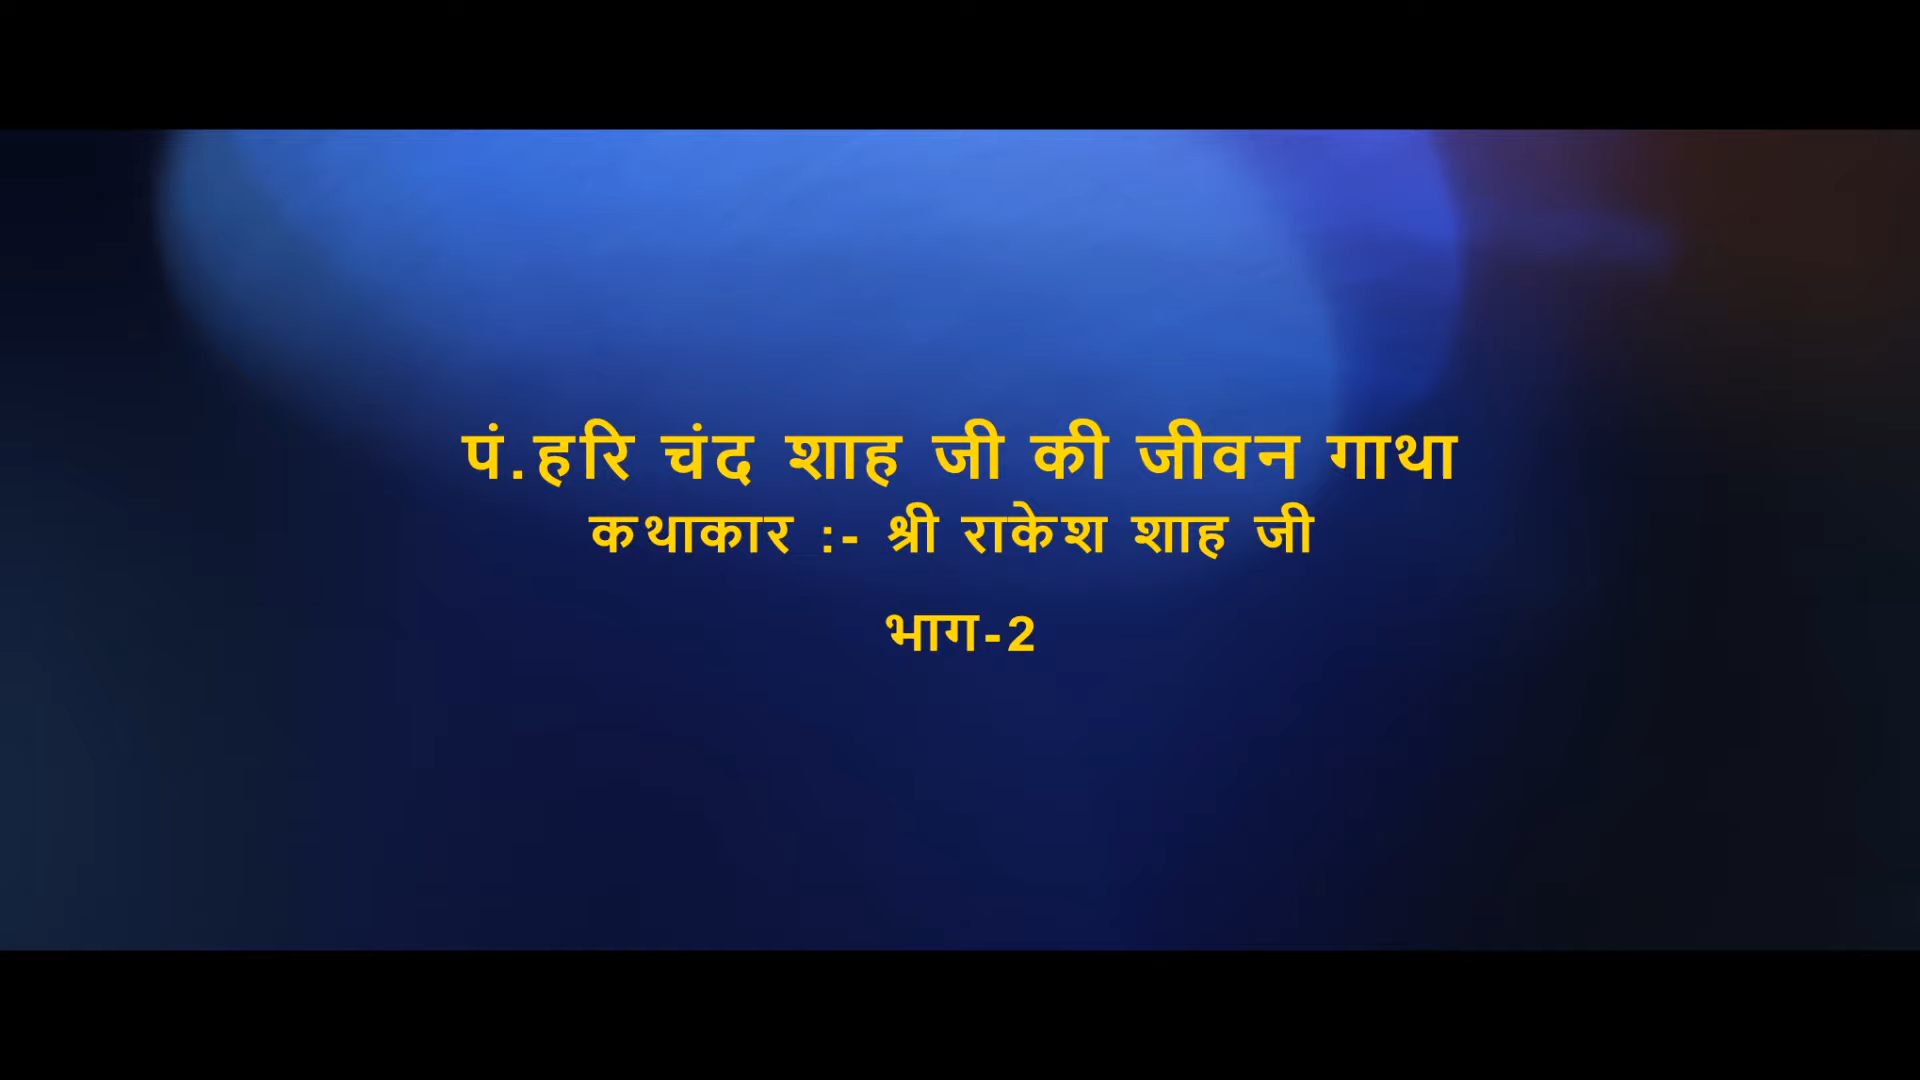 पं.हरि चंद शाह जी की जीवन गाथा
कथाकार :- श्री राकेश शाह जी
भाग-2